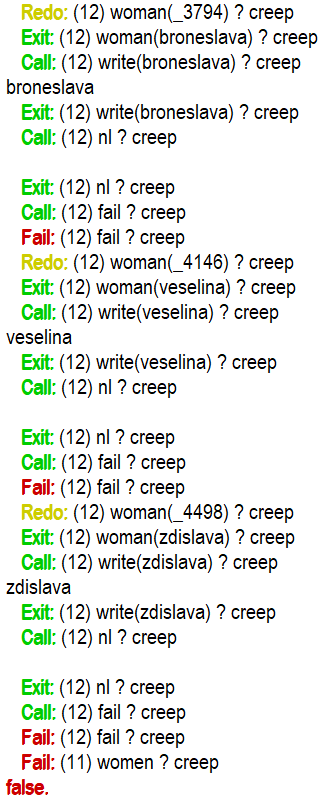 Redo: (12) woman(_3794) ? creep
Exit: (12) woman(broneslava) ? creep
Call: (12) write(broneslava) ? creep
broneslava
Exit: (12) write(broneslava) ? creep
Call: (12) nl ? creep
Exit: (12) nl ? creep
Call: (12) fail ? creep
Fail: (12) fail ? creep
Redo: (12) woman(_4146) ? creep
Exit: (12) woman(veselina) ? creep
Call: (12) write(veselina) ? creep
veselina
Exit: (12) write(veselina) ? creep
Call: (12) nl ? creep
Exit: (12) nl ? creep
Call: (12) fail ? creep
Fail: (12) fail ? creep
Redo: (12) woman(_4498) ? creep
Exit: (12) woman(zdislava) ? creep
Call: (12) write(zdislava) ? creep
zdislava
Exit: (12) write(zdislava) ? creep
Call: (12) nl ? creep
Exit: (12) nl ? creep
Call: (12) fail ? creep
Fail: (12) fail ? creep
Fail: (11) women ? creep
false.